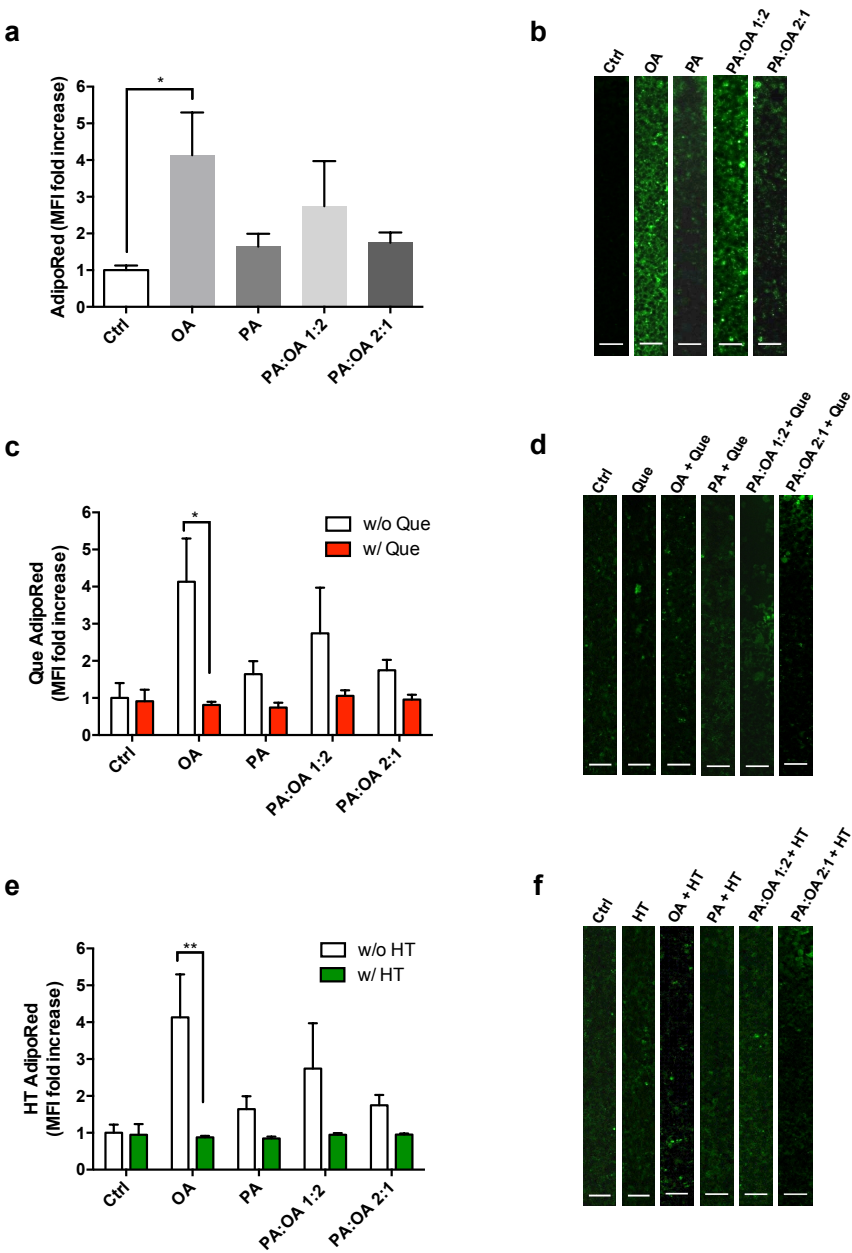 a
AdipoRed (MFI fold increase)
6
5
4
3
2
1
0
*
Ctrl
OA
PA
PA:OA 1:2
PA:OA 2:1
b
Ctrl
OA
PA
PA:OA 1:2
PA:OA 2:1
c
Que AdipoRed
(MFI fold increase)
6
5
4
3
2
1
0
*
w/o Que
w/ Que
Ctrl
OA
PA
PA:OA 1:2
PA:OA 2:1
d
Ctrl
Que
OA + Que
PA + Que
PA:OA 1:2 + Que
PA:OA 2:1 + Que
e
HT AdipoRed
(MFI fold increase)
6
5
4
3
2
1
0
**
w/o HT
w/ HT
Ctrl
OA
PA
PA:OA 1:2
PA:OA 2:1
f
Ctrl
HT
OA + HT
PA + HT
PA:OA 1:2 + HT
PA:OA 2:1 + HT